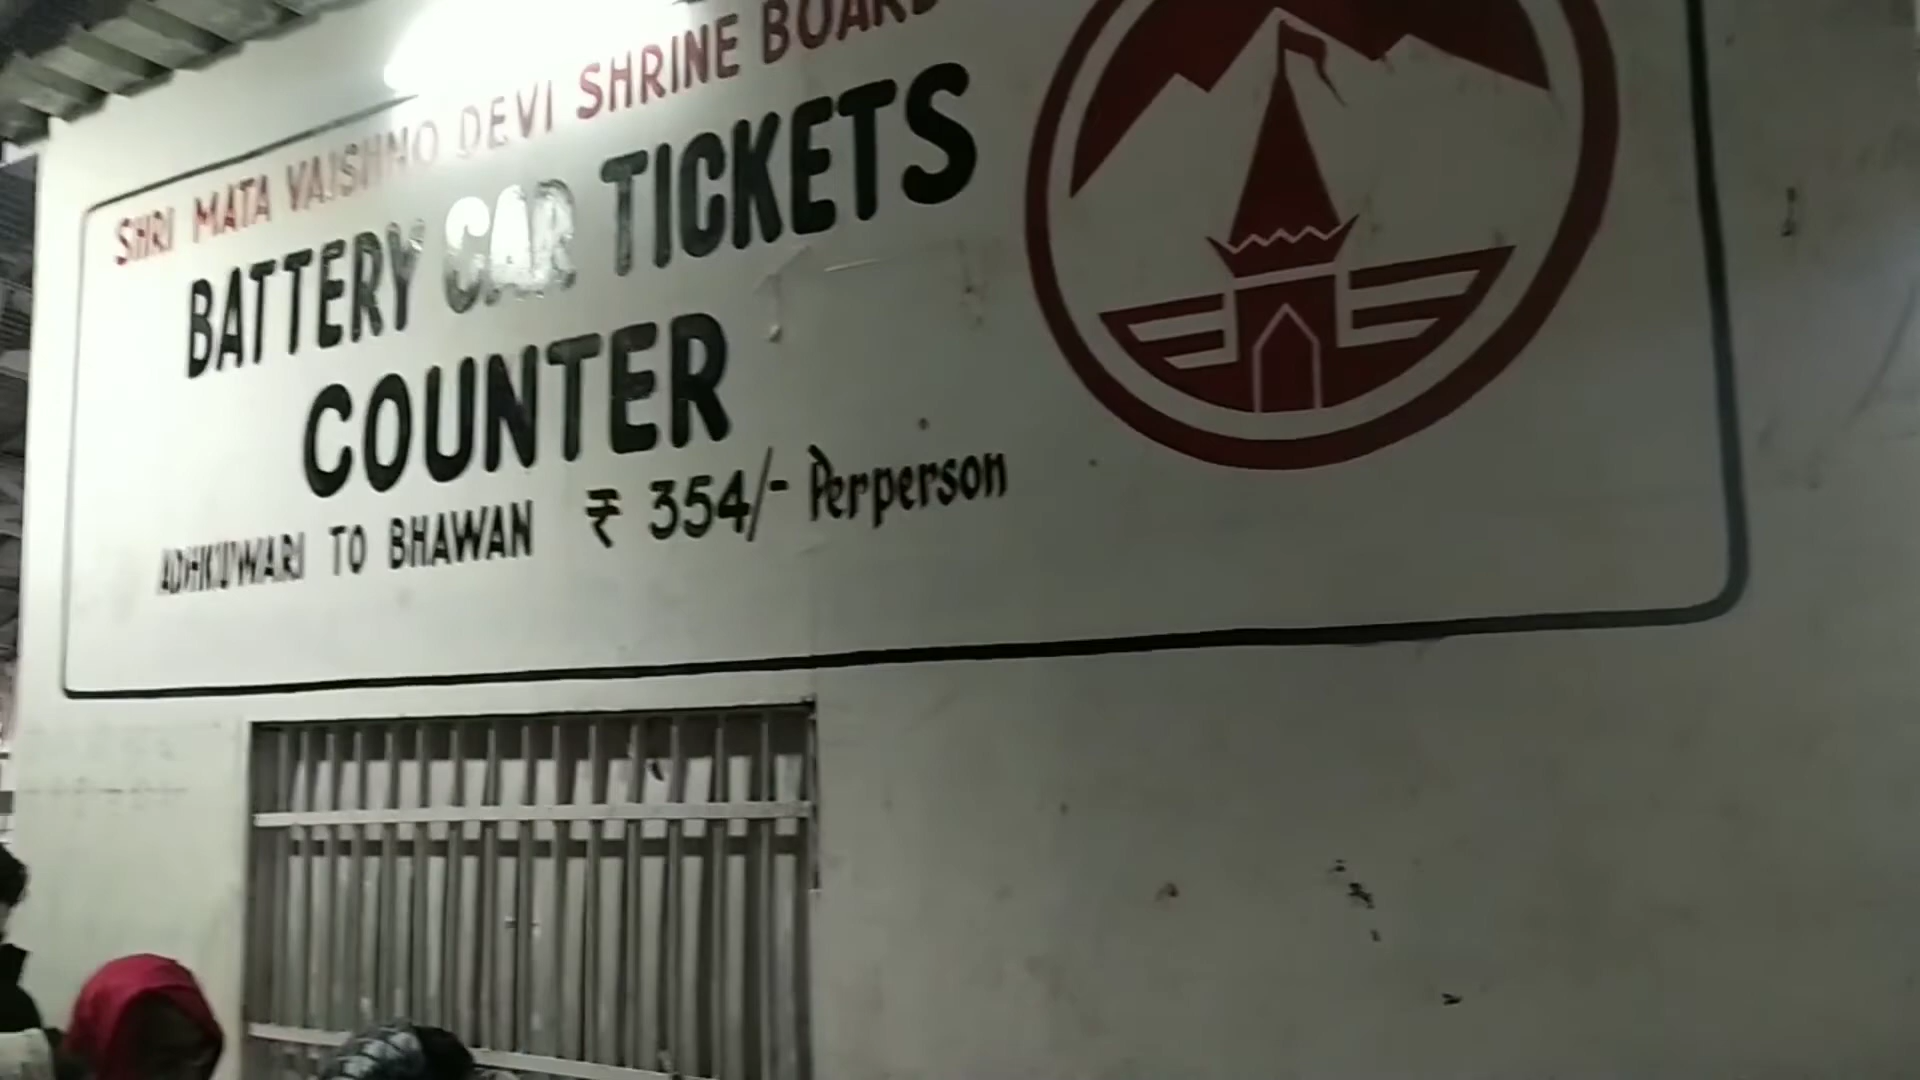 SHRI MATA VAISHNO DEVI SHRINE BOARD
BATTERY CAR TICKETS
COUNTER
ADHKUWARI TO BHAWAN ₹ 354/- Perperson